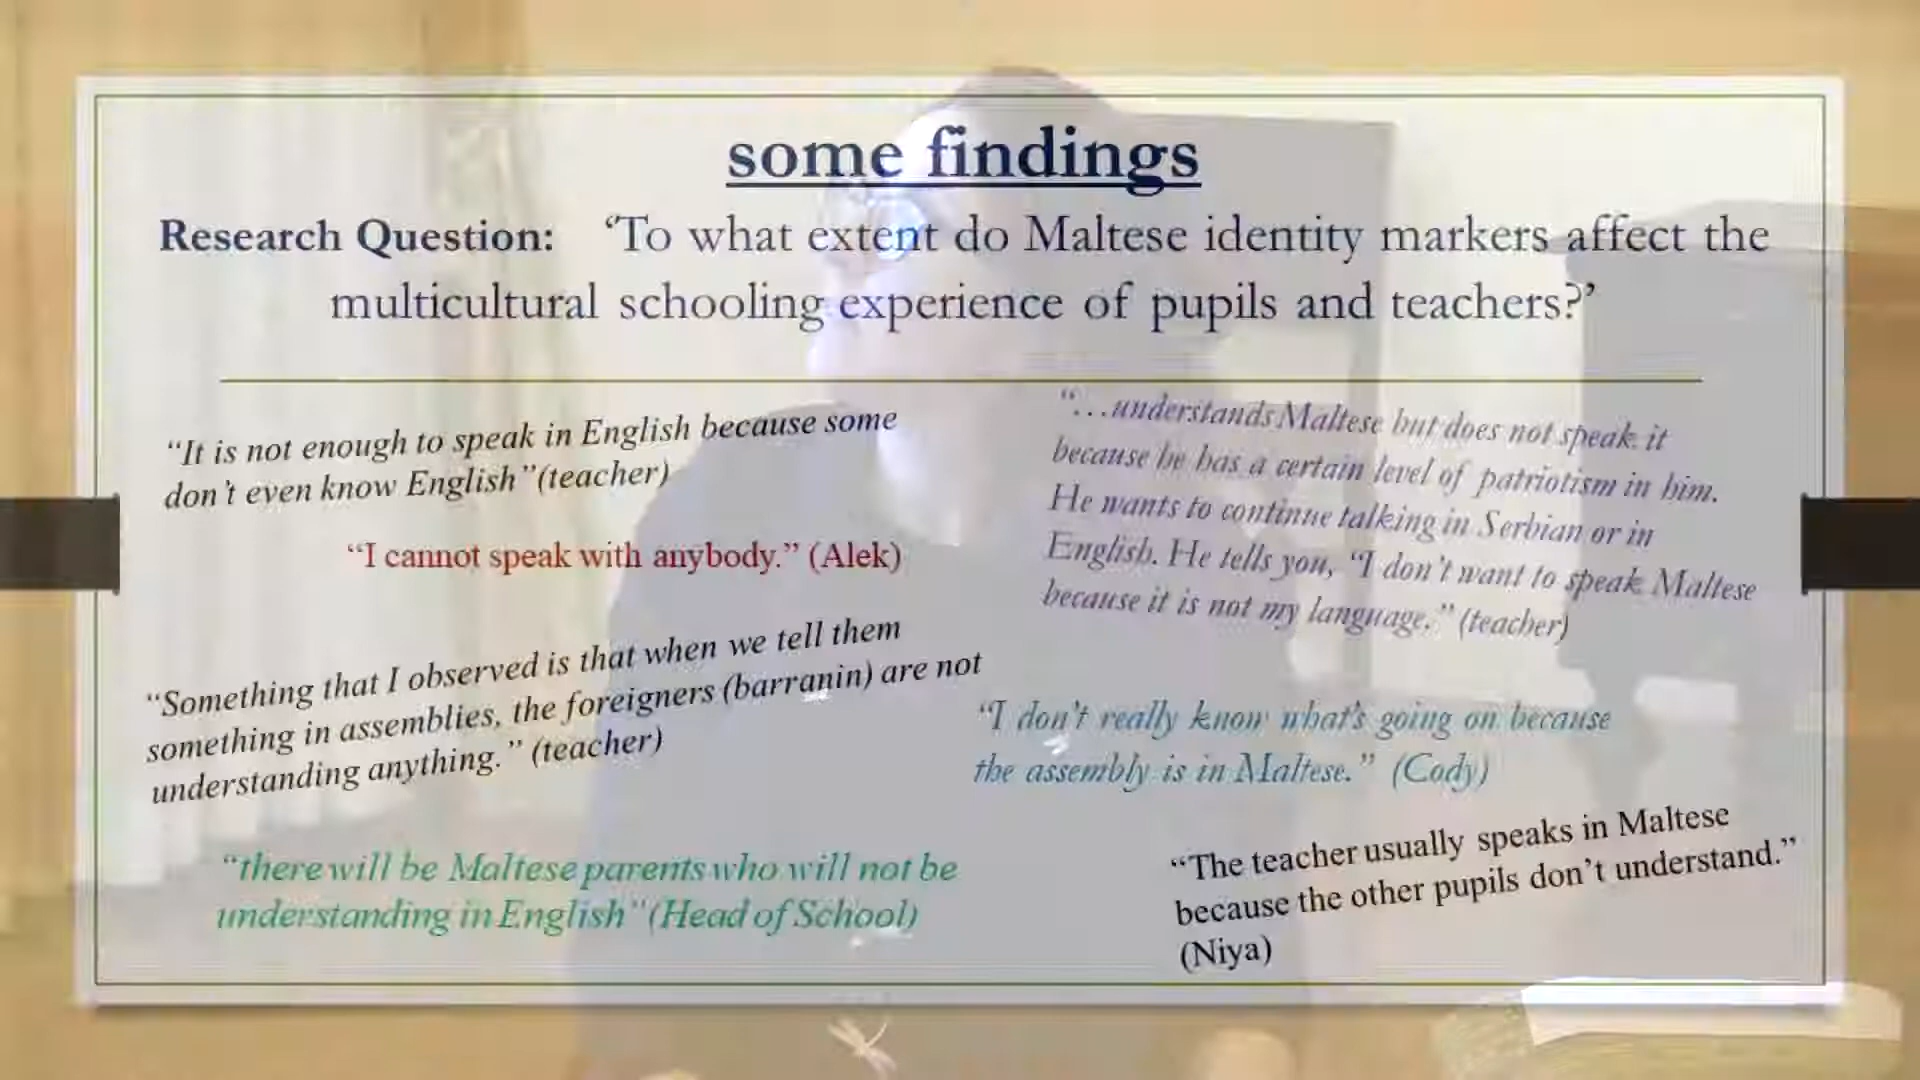 some findings
Research Question: ‘To what extent do Maltese identity markers affect the
multicultural schooling experience of pupils and teachers?’
“It is not enough to speak in English because some
don’t even know English”(teacher)
“I cannot speak with anybody.” (Alek)
“Something that I observed is that when we tell them
something in assemblies, the foreigners (barranin) are not
understanding anything.” (teacher)
“there will be Maltese parents who will not be
understanding in English” (Head of School)
“…understands Maltese but does not speak it
because he has a certain level of patriotism in him.
He wants to continue talking in Serbian or in
English. He tells you, “I don’t want to speak Maltese
because it is not my language.” (teacher)
“I don’t really know what’s going on because
the assembly is in Maltese.” (Cody)
“The teacher usually speaks in Maltese
because the other pupils don’t understand.”
(Niya)